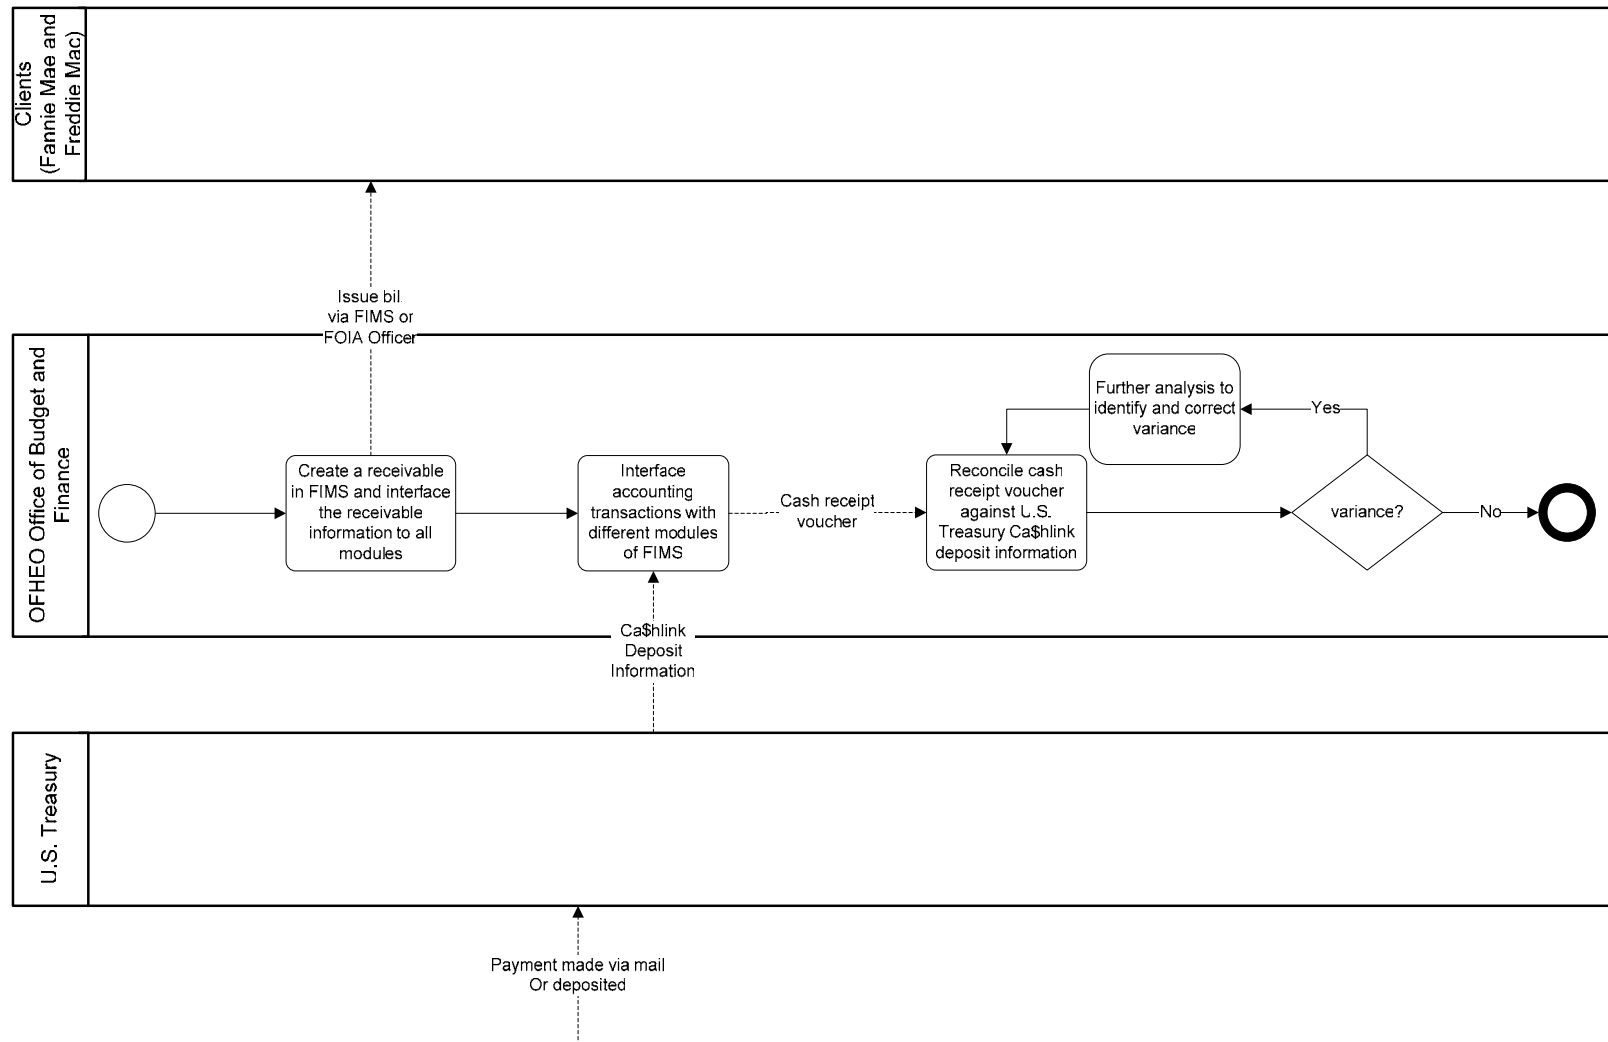 Clients
(Fannie Mae and
Freddie Mac)
Issue bil
via FIMS or
FOIA Officer
OFHEO Office of Budget and
Finance
Create a receivable
in FIMS and interface
the receivable
information to all
modules
Interface
accounting
transactions with
different modules
of FIMS
Cash receipt
voucher
Reconcile cash
receipt voucher
against U.S.
Treasury Ca$hlink
deposit information
Further analysis to
identify and correct
variance
Yes
variance?
No
Ca$hlink
Deposit
Information
U.S. Treasury
Payment made via mail
Or deposited